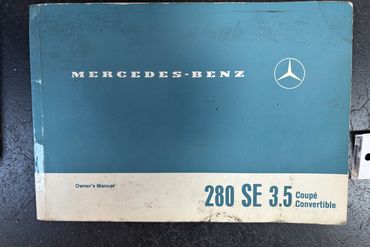 MERCEDES-BENZ
Owner's Manual
280 SE 3.5 Coupé
Convertible